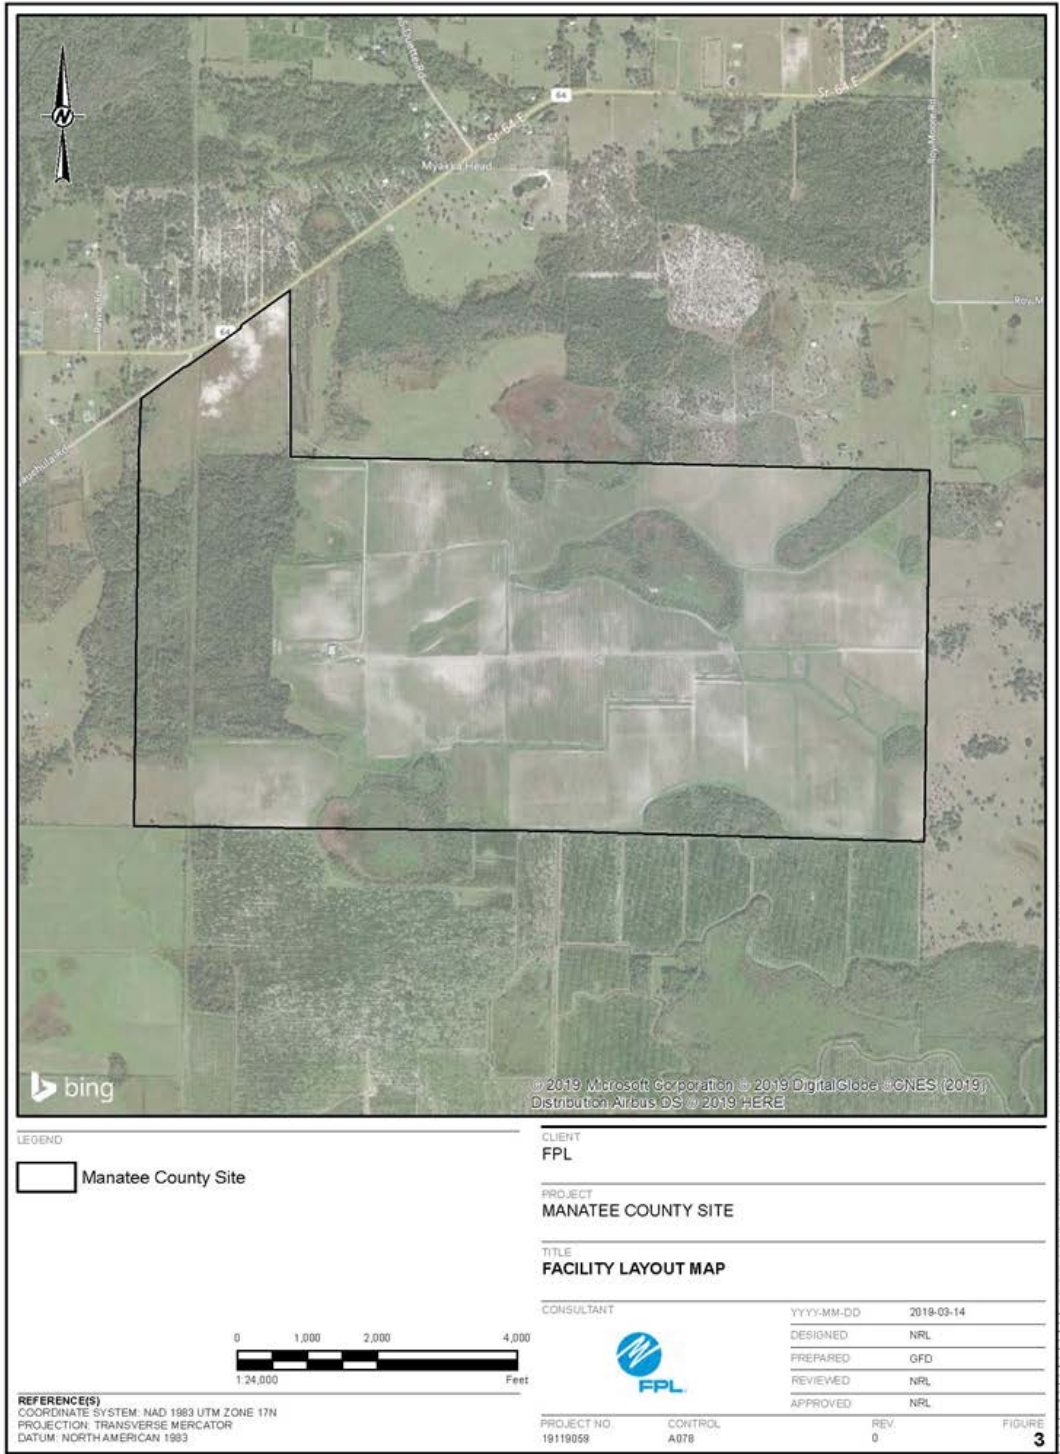 N
Duette Rd
64
SR-64 E
SR-64 E
Roy Moore Rd
Myakka Head
64
Roy M
bing
© 2019 Microsoft Corporation © 2019 DigitalGlobe ©CNES (2019)
Distribution Airbus DS © 2019 HERE
LEGEND
Manatee County Site
0 1,000 2,000 4,000
1:24,000 Feet
REFERENCE(S)
COORDINATE SYSTEM: NAD 1983 UTM ZONE 17N
PROJECTION: TRANSVERSE MERCATOR
DATUM: NORTH AMERICAN 1983
CLIENT
FPL
PROJECT
MANATEE COUNTY SITE
TITLE
FACILITY LAYOUT MAP
CONSULTANT
FPL.
YYYY-MM-DD 2019-03-14
DESIGNED NRL
PREPARED GFD
REVIEWED NRL
APPROVED NRL
PROJECT NO. CONTROL REV. FIGURE
19119059 A078 0 3